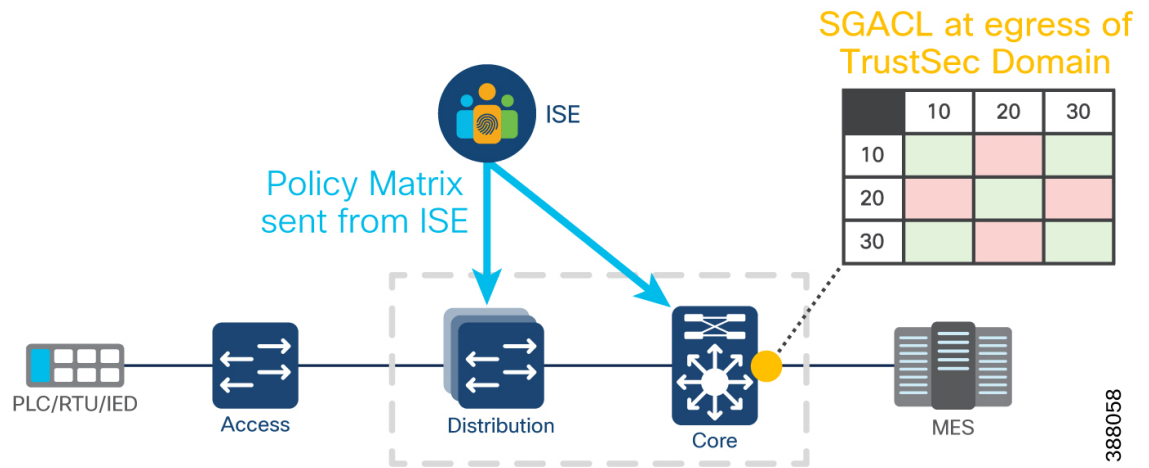 SGACL at egress of
TrustSec Domain
ISE
Policy Matrix
sent from ISE
10 20 30
10
20
30
PLC/RTU/IED
Access
Distribution
Core
MES
388058